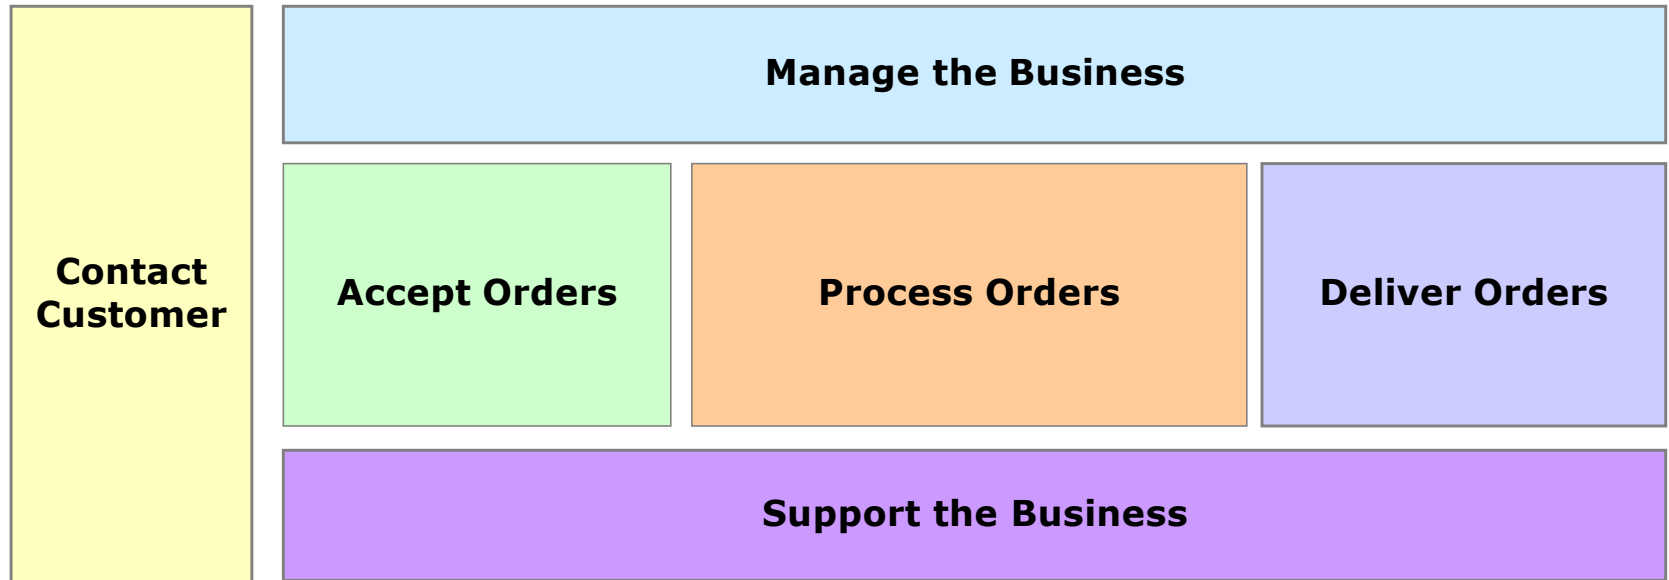 Manage the Business
Contact
Customer
Accept Orders
Process Orders
Deliver Orders
Support the Business